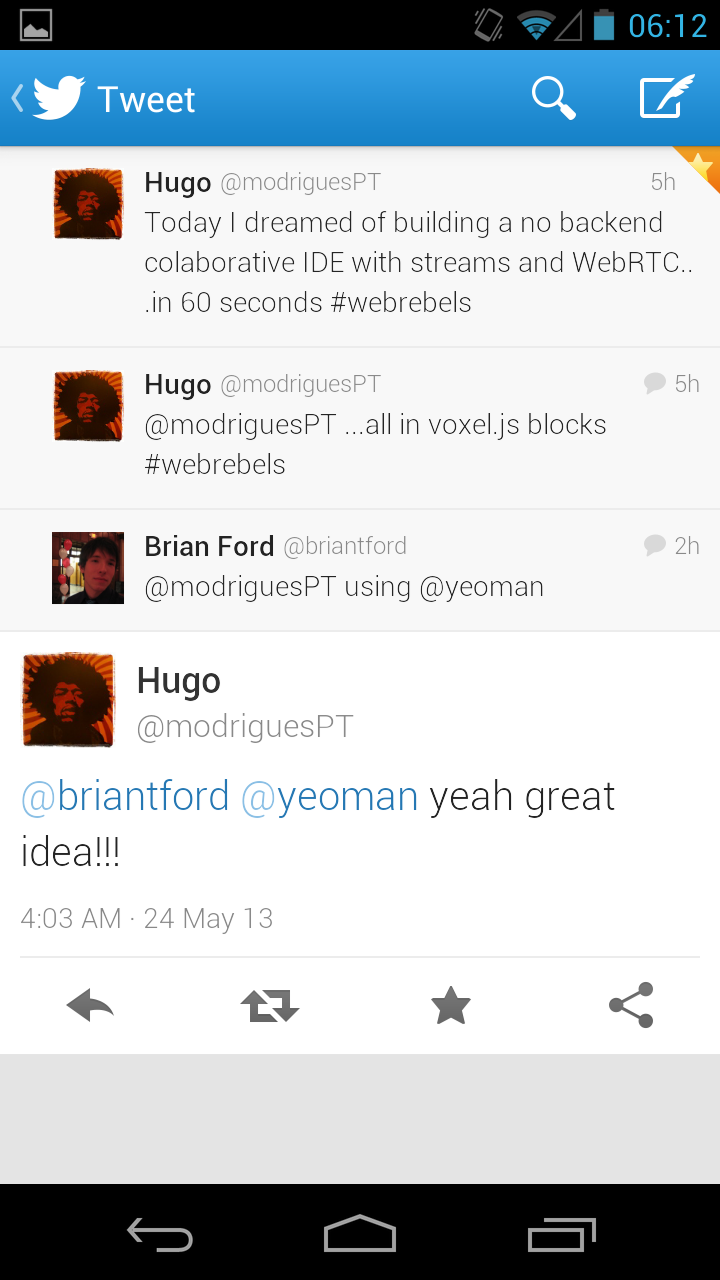 06:12
Tweet
Hugo @modriguesPT 5h
Today I dreamed of building a no backend
colaborative IDE with streams and WebRTC..
.in 60 seconds #webrebels
Hugo @modriguesPT 5h
@modriguesPT ...all in voxel.js blocks
#webrebels
Brian Ford @briantford 2h
@modriguesPT using @yeoman
Hugo
@modriguesPT
@briantford @yeoman yeah great
idea!!!
4:03 AM · 24 May 13